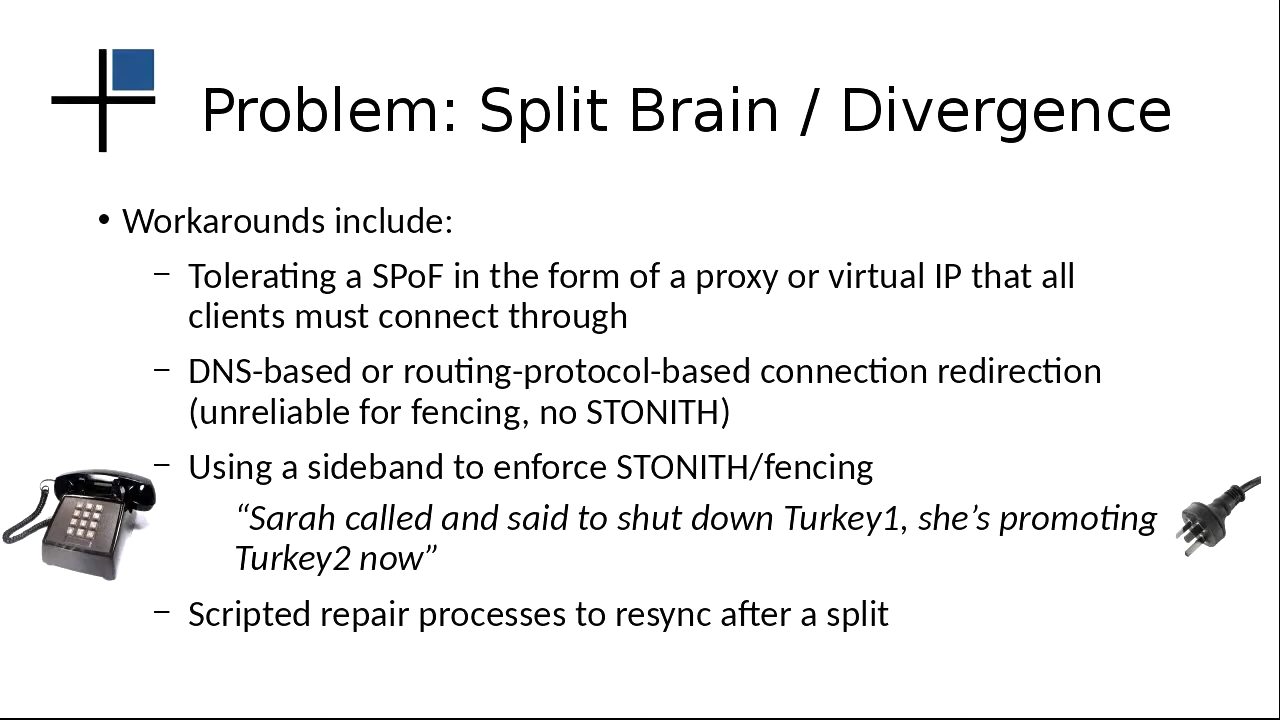 Problem: Split Brain / Divergence
• Workarounds include:
– Tolerating a SPoF in the form of a proxy or virtual IP that all
clients must connect through
– DNS-based or routing-protocol-based connection redirection
(unreliable for fencing, no STONITH)
– Using a sideband to enforce STONITH/fencing
“Sarah called and said to shut down Turkey1, she’s promoting
Turkey2 now”
– Scripted repair processes to resync after a split